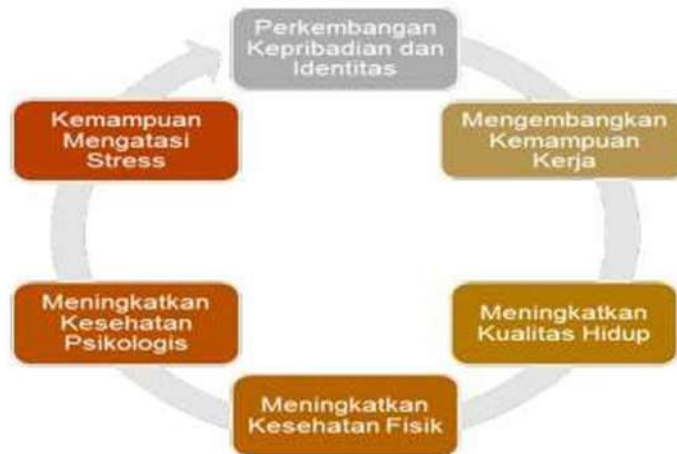 Perkembangan
Kepribadian dan
Identitas
Mengembangkan
Kemampuan
Kerja
Meningkatkan
Kualitas Hidup
Meningkatkan
Kesehatan Fisik
Meningkatkan
Kesehatan
Psikologis
Kemampuan
Mengatasi
Stress